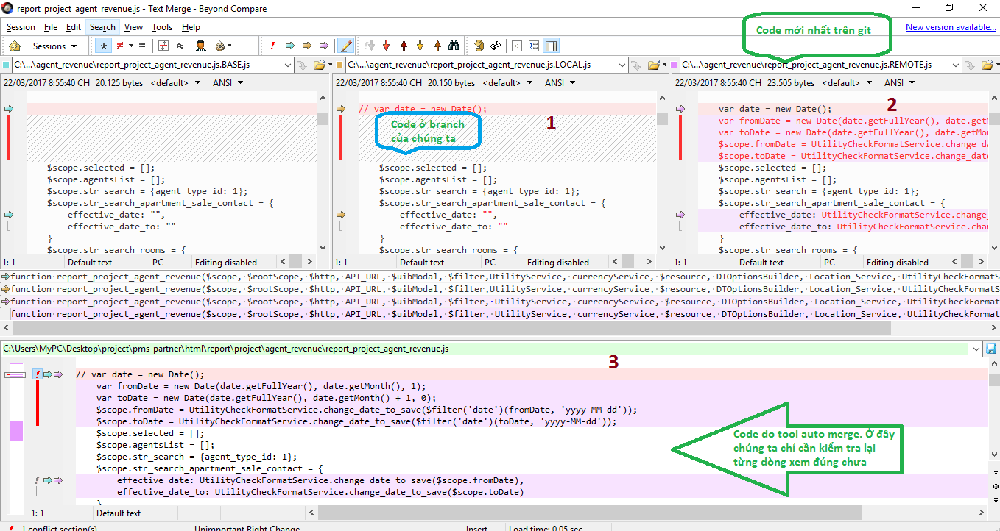 report_project_agent_revenue.js - Text Merge - Beyond Compare
Session File Edit Search View Tools Help
Code mới nhất trên git
New version available...
Sessions
C:\...\agent_revenue\report_project_agent_revenue.js.BASE.js
C:\...\agent_revenue\report_project_agent_revenue.js.LOCAL.js
C:\...\agent_revenue\report_project_agent_revenue.js.REMOTE.js
22/03/2017 8:55:40 CH 20.125 bytes <default> ANSI
22/03/2017 8:55:40 CH 20.150 bytes <default> ANSI
22/03/2017 8:55:40 CH 23.505 bytes <default> ANSI
$scope.selected = [];
$scope.agentsList = [];
$scope.str_search = {agent_type_id: 1};
$scope.str_search_apartment_sale_contact = {
effective_date: "",
effective_date_to: ""
}
$scope.str_search_rooms = {
1: 1 Default text PC Editing disabled
// var date = new Date();
1
Code ở branch
của chúng ta
$scope.selected = [];
$scope.agentsList = [];
$scope.str_search = {agent_type_id: 1};
$scope.str_search_apartment_sale_contact = {
effective_date: "",
effective_date_to: ""
}
$scope.str_search_rooms = {
1: 1 Default text PC Editing disabled
2
var date = new Date();
var fromDate = new Date(date.getFullYear(), date.getM
var toDate = new Date(date.getFullYear(), date.getMon
$scope.fromDate = UtilityCheckFormatService.change_da
$scope.toDate = UtilityCheckFormatService.change_date
$scope.selected = [];
$scope.agentsList = [];
$scope.str_search = {agent_type_id: 1};
$scope.str_search_apartment_sale_contact = {
effective_date: UtilityCheckFormatService.change_
effective_date_to: UtilityCheckFormatService.cha
}
$scope.str_search_rooms = {
1: 1 Default text PC Editing disabled
function report_project_agent_revenue($scope, $rootScope, $http, API_URL, $uibModal, $filter,UtilityService, currencyService, $resource, DTOptionsBuilder, Location_Service, UtilityCheckFormatS
function report_project_agent_revenue($scope, $rootScope, $http, API_URL, $uibModal, $filter,UtilityService, currencyService, $resource, DTOptionsBuilder, Location_Service, UtilityCheckFormatS
function report_project_agent_revenue($scope, $rootScope, $http, API_URL, $uibModal, $filter, UtilityService, currencyService, $resource, DTOptionsBuilder, Location_Service, UtilityCheckFormat
function report_project_agent_revenue($scope, $rootScope, $http, API_URL, $uibModal, $filter, UtilityService, currencyService, $resource, DTOptionsBuilder, Location_Service, UtilityCheckFormat
C:\Users\MyPC\Desktop\project\pms-partner\html\report\project\agent_revenue\report_project_agent_revenue.js
3
// var date = new Date();
var fromDate = new Date(date.getFullYear(), date.getMonth(), 1);
var toDate = new Date(date.getFullYear(), date.getMonth() + 1, 0);
$scope.fromDate = UtilityCheckFormatService.change_date_to_save($filter('date')(fromDate, 'yyyy-MM-dd'));
$scope.toDate = UtilityCheckFormatService.change_date_to_save($filter('date')(toDate, 'yyyy-MM-dd'));
$scope.selected = [];
$scope.agentsList = [];
$scope.str_search = {agent_type_id: 1};
$scope.str_search_apartment_sale_contact = {
effective_date: UtilityCheckFormatService.change_date_to_save($scope.fromDate),
effective_date_to: UtilityCheckFormatService.change_date_to_save($scope.toDate)
}
Code do tool auto merge. Ở đây
chúng ta chỉ cần kiểm tra lại
từng dòng xem đúng chưa
1: 1 Default text
1 conflict section(s) Unimportant Right Change Insert Load time: 0,05 sec